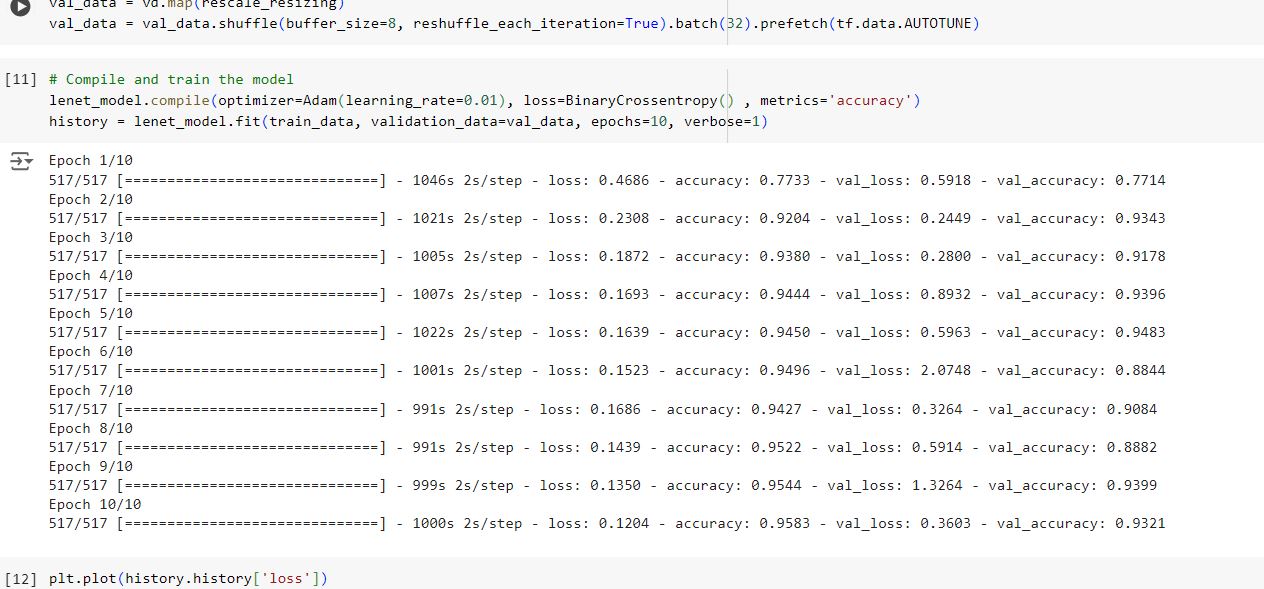 val_data = vd.map(rescale_resizing)
val_data = val_data.shuffle(buffer_size=8, reshuffle_each_iteration=True).batch(32).prefetch(tf.data.AUTOTUNE)
[11] # Compile and train the model
lenet_model.compile(optimizer=Adam(learning_rate=0.01), loss=BinaryCrossentropy() , metrics='accuracy')
history = lenet_model.fit(train_data, validation_data=val_data, epochs=10, verbose=1)
Epoch 1/10
517/517 [==============================] - 1046s 2s/step - loss: 0.4686 - accuracy: 0.7733 - val_loss: 0.5918 - val_accuracy: 0.7714
Epoch 2/10
517/517 [==============================] - 1021s 2s/step - loss: 0.2308 - accuracy: 0.9204 - val_loss: 0.2449 - val_accuracy: 0.9343
Epoch 3/10
517/517 [==============================] - 1005s 2s/step - loss: 0.1872 - accuracy: 0.9380 - val_loss: 0.2800 - val_accuracy: 0.9178
Epoch 4/10
517/517 [==============================] - 1007s 2s/step - loss: 0.1693 - accuracy: 0.9444 - val_loss: 0.8932 - val_accuracy: 0.9396
Epoch 5/10
517/517 [==============================] - 1022s 2s/step - loss: 0.1639 - accuracy: 0.9450 - val_loss: 0.5963 - val_accuracy: 0.9483
Epoch 6/10
517/517 [==============================] - 1001s 2s/step - loss: 0.1523 - accuracy: 0.9496 - val_loss: 2.0748 - val_accuracy: 0.8844
Epoch 7/10
517/517 [==============================] - 991s 2s/step - loss: 0.1686 - accuracy: 0.9427 - val_loss: 0.3264 - val_accuracy: 0.9084
Epoch 8/10
517/517 [==============================] - 991s 2s/step - loss: 0.1439 - accuracy: 0.9522 - val_loss: 0.5914 - val_accuracy: 0.8882
Epoch 9/10
517/517 [==============================] - 999s 2s/step - loss: 0.1350 - accuracy: 0.9544 - val_loss: 1.3264 - val_accuracy: 0.9399
Epoch 10/10
517/517 [==============================] - 1000s 2s/step - loss: 0.1204 - accuracy: 0.9583 - val_loss: 0.3603 - val_accuracy: 0.9321
[12] plt.plot(history.history['loss'])